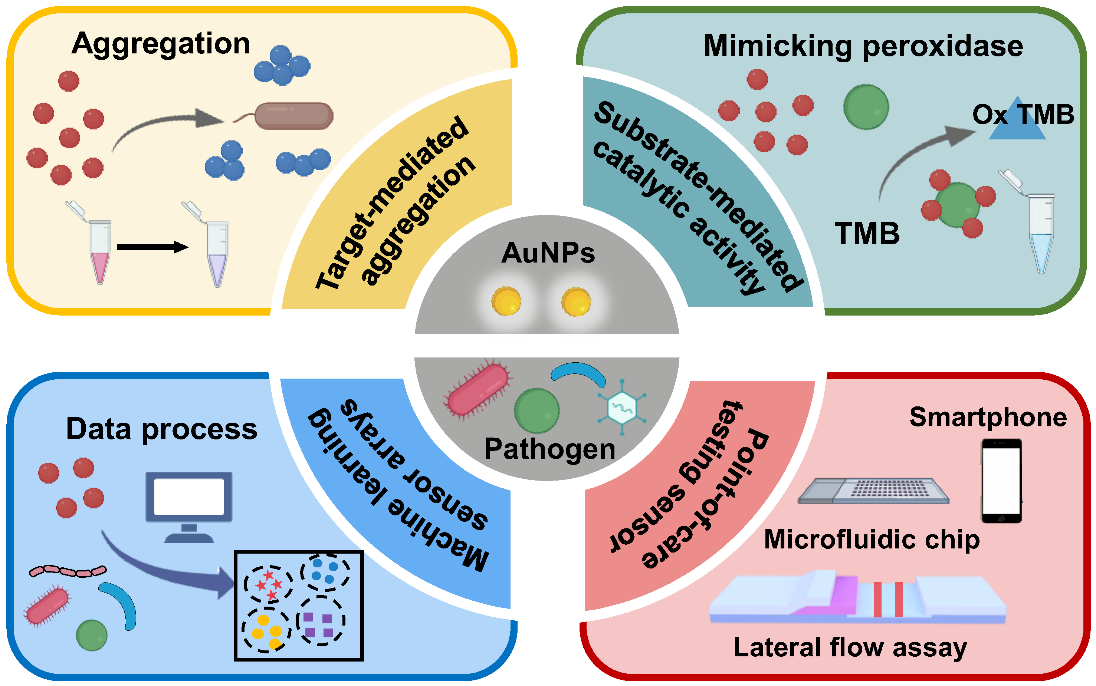 Aggregation
Target-mediated
aggregation
Mimicking peroxidase
Ox TMB
TMB
Substrate-mediated
catalytic activity
AuNPs
Pathogen
Data process
Machine learning
sensor arrays
Point-of-care
testing sensor
Smartphone
Microfluidic chip
Lateral flow assay